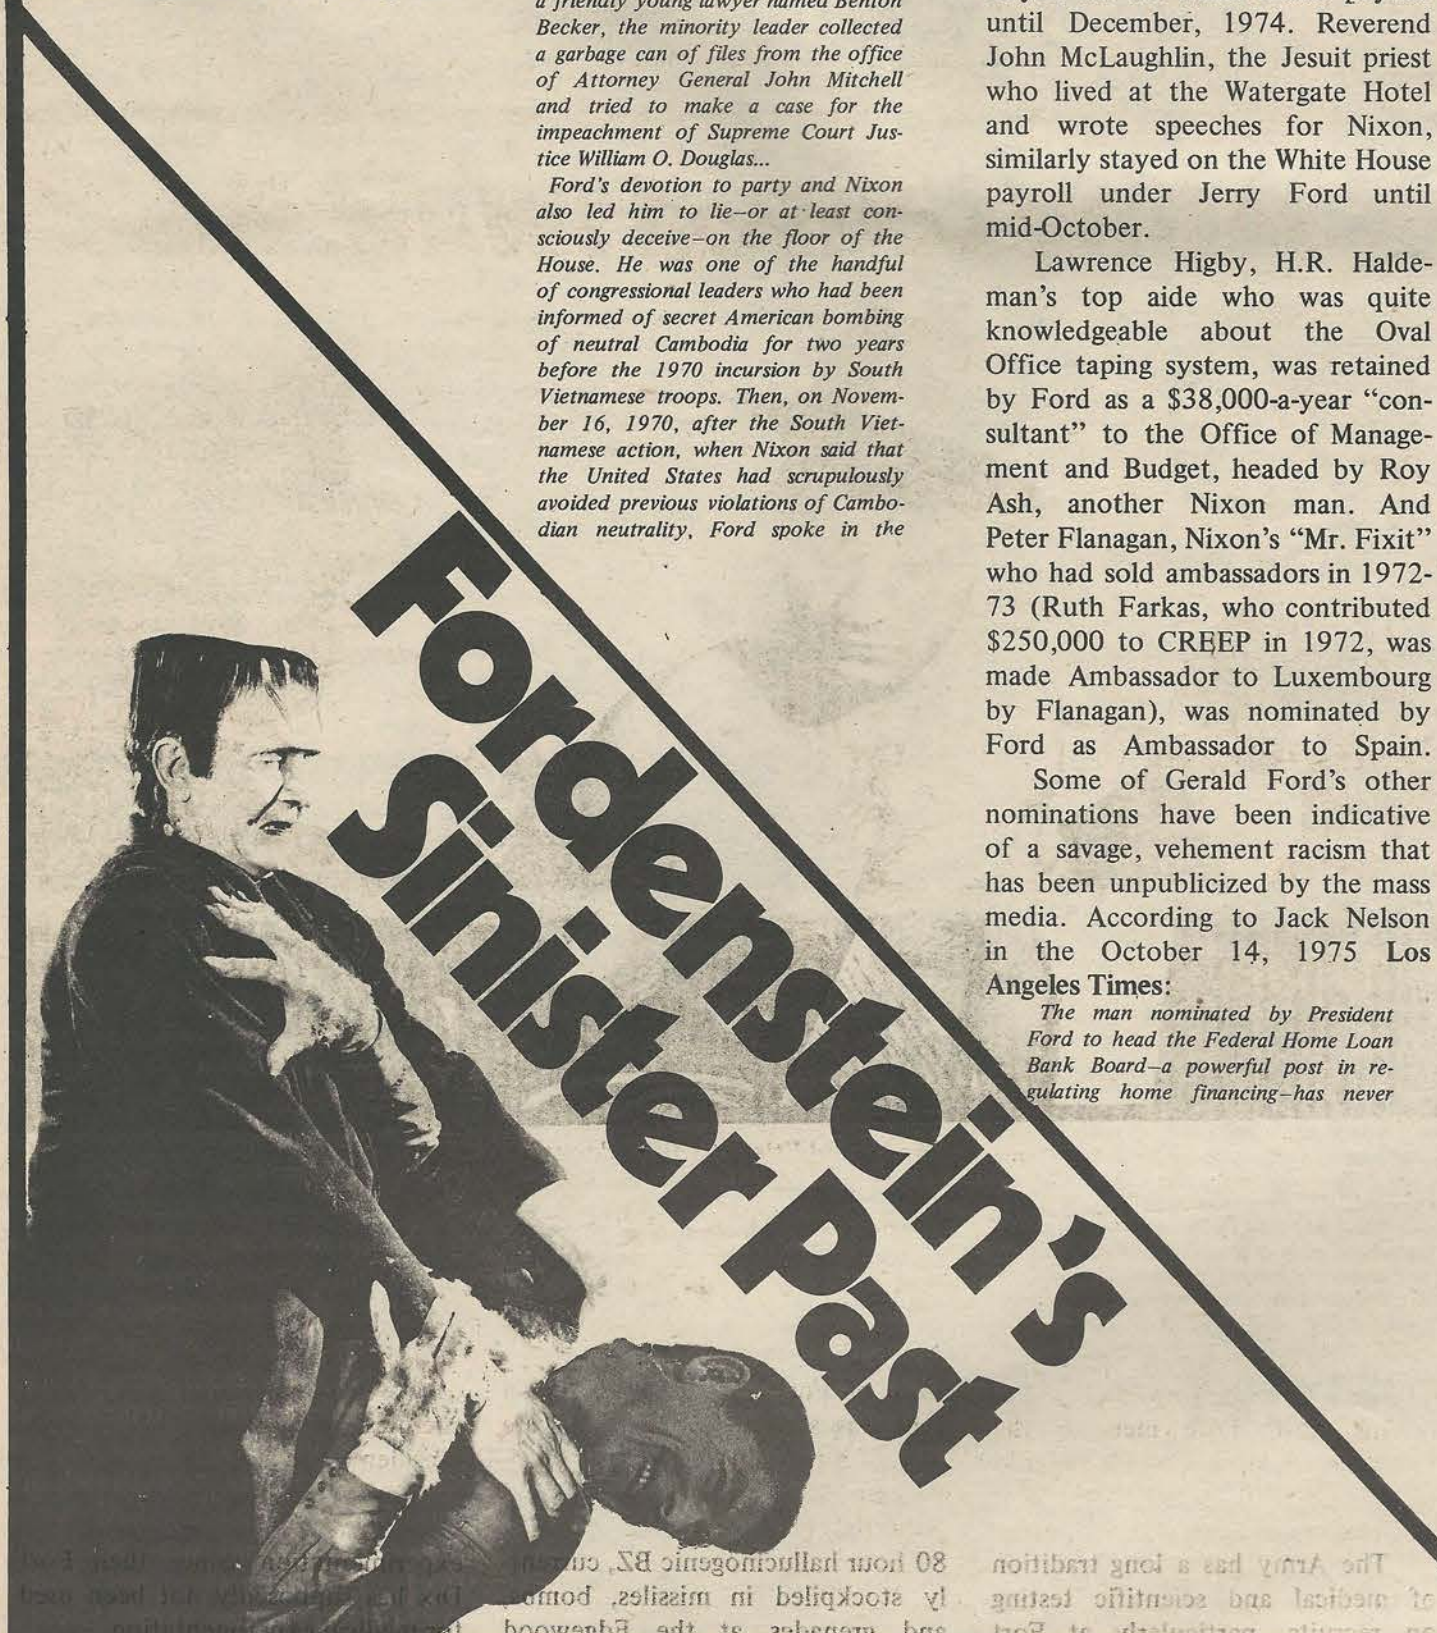 a friendly young lawyer named Benton
Becker, the minority leader collected
a garbage can of files from the office
of Attorney General John Mitchell
and tried to make a case for the
impeachment of Supreme Court Jus-
tice William O. Douglas...
Ford's devotion to party and Nixon
also led him to lie—or at least con-
sciously deceive—on the floor of the
House. He was one of the handful
of congressional leaders who had been
informed of secret American bombing
of neutral Cambodia for two years
before the 1970 incursion by South
Vietnamese troops. Then, on Novem-
ber 16, 1970, after the South Viet-
namese action, when Nixon said that
the United States had scrupulously
avoided previous violations of Cambo-
dian neutrality, Ford spoke in the
until December, 1974. Reverend
John McLaughlin, the Jesuit priest
who lived at the Watergate Hotel
and wrote speeches for Nixon,
similarly stayed on the White House
payroll under Jerry Ford until
mid-October.
Lawrence Higby, H.R. Halde-
man's top aide who was quite
knowledgeable about the Oval
Office taping system, was retained
by Ford as a $38,000-a-year “con-
sultant” to the Office of Manage-
ment and Budget, headed by Roy
Ash, another Nixon man. And
Peter Flanagan, Nixon's “Mr. Fixit”
who had sold ambassadors in 1972-
73 (Ruth Farkas, who contributed
$250,000 to CREEP in 1972, was
made Ambassador to Luxembourg
by Flanagan), was nominated by
Ford as Ambassador to Spain.
Some of Gerald Ford's other
nominations have been indicative
of a savage, vehement racism that
has been unpublicized by the mass
media. According to Jack Nelson
in the October 14, 1975 Los
Angeles Times:
The man nominated by President
Ford to head the Federal Home Loan
Bank Board—a powerful post in re-
gulating home financing—has never
Fordenstein's
Sinister Past